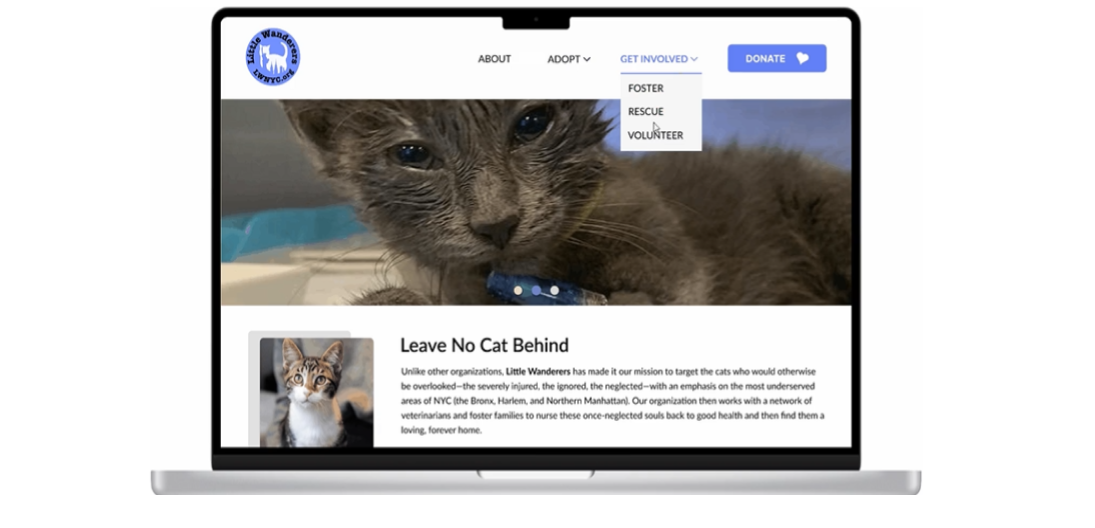 Little Wanderers
LWNYC.org
ABOUT
ADOPT
GET INVOLVED
DONATE
FOSTER
RESCUE
VOLUNTEER
Leave No Cat Behind
Unlike other organizations, Little Wanderers has made it our mission to target the cats who would otherwise
be overlooked—the severely injured, the ignored, the neglected—with an emphasis on the most underserved
areas of NYC (the Bronx, Harlem, and Northern Manhattan). Our organization then works with a network of
veterinarians and foster families to nurse these once-neglected souls back to good health and then find them a
loving, forever home.